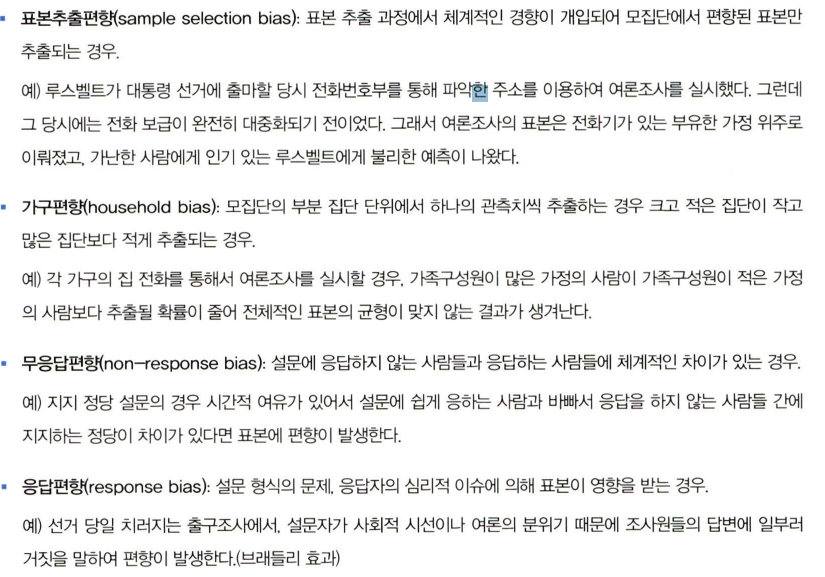 ▪ 표본추출편향(sample selection bias): 표본 추출 과정에서 체계적인 경향이 개입되어 모집단에서 편향된 표본만
추출되는 경우.
예) 루스벨트가 대통령 선거에 출마할 당시 전화번호부를 통해 파악한 주소를 이용하여 여론조사를 실시했다. 그런데
그 당시에는 전화 보급이 완전히 대중화되기 전이었다. 그래서 여론조사의 표본은 전화기가 있는 부유한 가정 위주로
이뤄졌고, 가난한 사람에게 인기 있는 루스벨트에게 불리한 예측이 나왔다.
▪ 가구편향(household bias): 모집단의 부분 집단 단위에서 하나의 관측치씩 추출하는 경우 크고 적은 집단이 작고
많은 집단보다 적게 추출되는 경우.
예) 각 가구의 집 전화를 통해서 여론조사를 실시할 경우, 가족구성원이 많은 가정의 사람이 가족구성원이 적은 가정
의 사람보다 추출될 확률이 줄어 전체적인 표본의 균형이 맞지 않는 결과가 생겨난다.
▪ 무응답편향(non-response bias): 설문에 응답하지 않는 사람들과 응답하는 사람들에 체계적인 차이가 있는 경우.
예) 지지 정당 설문의 경우 시간적 여유가 있어서 설문에 쉽게 응하는 사람과 바빠서 응답을 하지 않는 사람들 간에
지지하는 정당이 차이가 있다면 표본에 편향이 발생한다.
▪ 응답편향(response bias): 설문 형식의 문제, 응답자의 심리적 이슈에 의해 표본이 영향을 받는 경우.
예) 선거 당일 치러지는 출구조사에서, 설문자가 사회적 시선이나 여론의 분위기 때문에 조사원들의 답변에 일부러
거짓을 말하여 편향이 발생한다.(브래들리 효과)